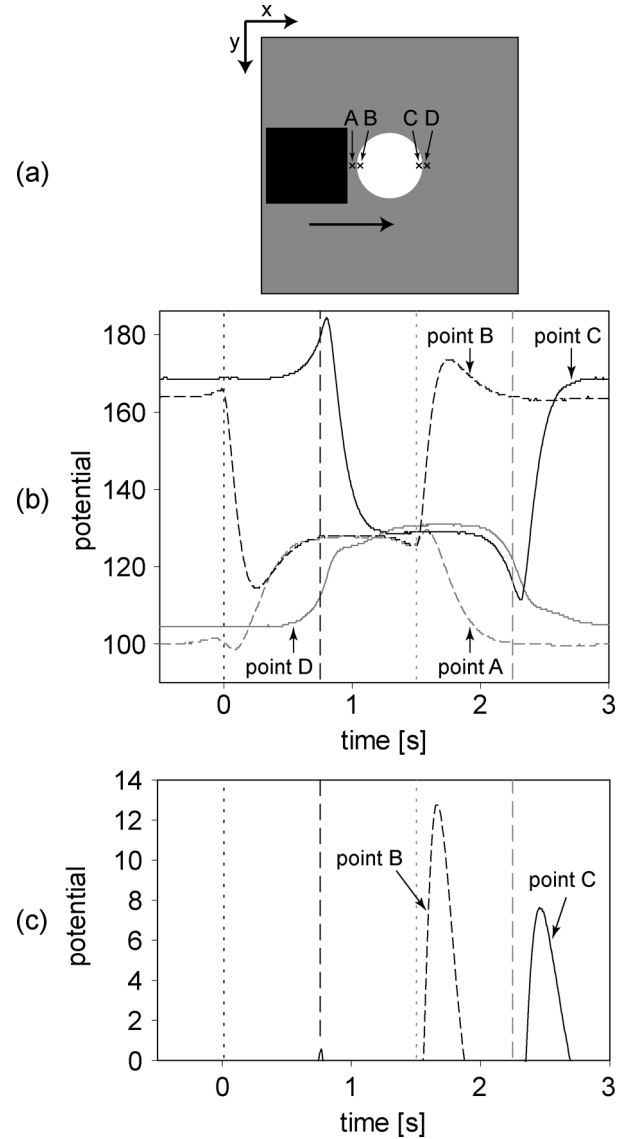 x
y
A B C D
(a)
180
160
140
120
100
potential
(b)
point B
point C
point D
point A
0 1 2 3
time [s]
14
12
10
8
6
4
2
0
potential
(c)
point B
point C
0 1 2 3
time [s]